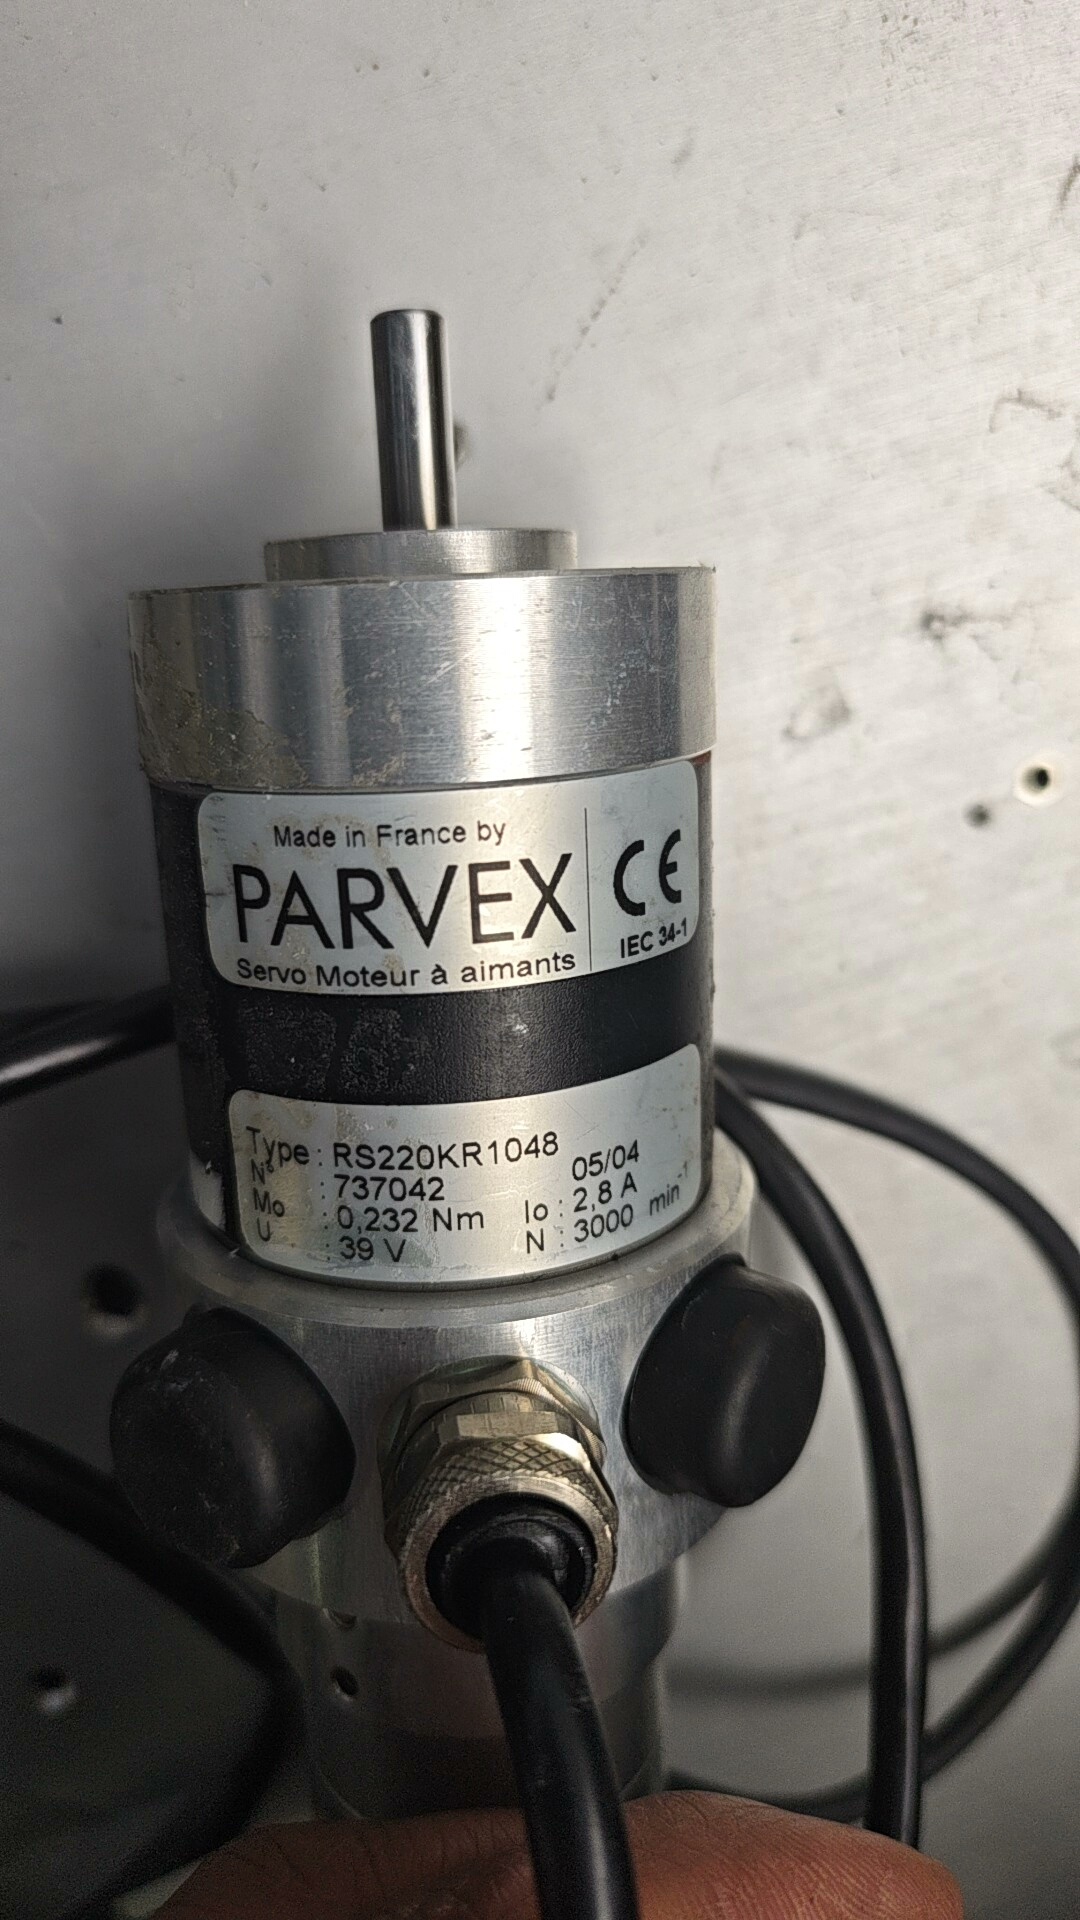 Made in France by
PARVEX
Servo Moteur à aimants
CE
IEC 34-1
Type : RS220KR1048
N° : 737042 05/04
Mo : 0,232 Nm Io : 2,8 A
U : 39 V N : 3000 min-1